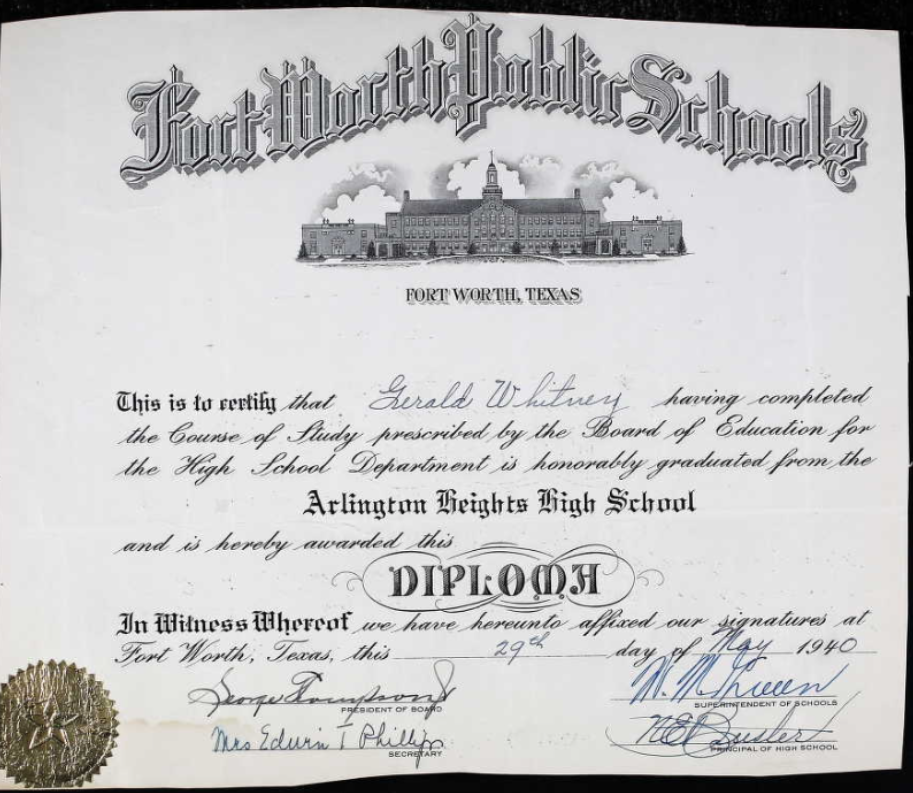 Fort Worth Public Schools
FORT WORTH, TEXAS
This is to certify that Gerald Whitney having completed
the Course of Study prescribed by the Board of Education for
the High School Department is honorably graduated from the
Arlington Heights High School
and is hereby awarded this
DIPLOMA
In Witness Whereof we have hereunto affixed our signatures at
Fort Worth, Texas, this 29th day of May 1940
George Thompson Jr
PRESIDENT OF BOARD
W. M. Green
SUPERINTENDENT OF SCHOOLS
Mrs Edwin T Phillips
SECRETARY
PRINCIPAL OF HIGH SCHOOL